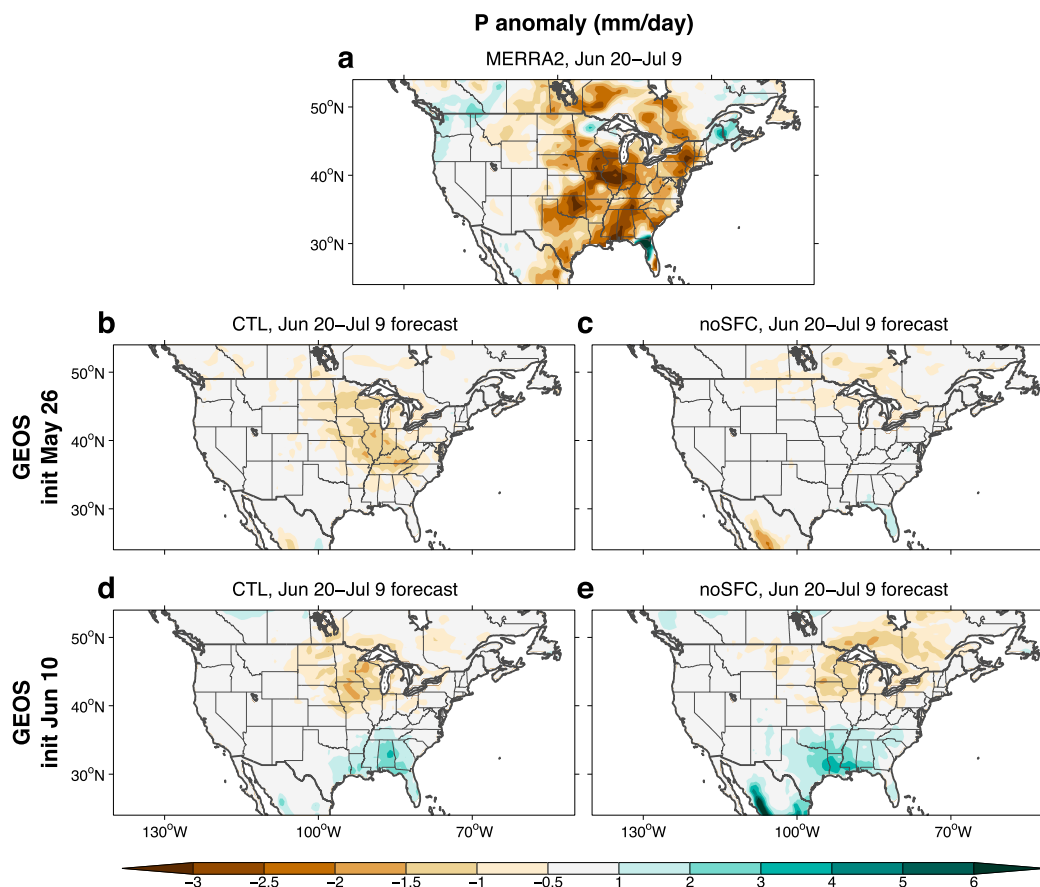 P anomaly (mm/day)
a
MERRA2, Jun 20–Jul 9
50°N
40°N
30°N
b
CTL, Jun 20–Jul 9 forecast
c
noSFC, Jun 20–Jul 9 forecast
GEOS
init May 26
50°N
40°N
30°N
d
CTL, Jun 20–Jul 9 forecast
e
noSFC, Jun 20–Jul 9 forecast
GEOS
init Jun 10
50°N
40°N
30°N
130°W 100°W 70°W 130°W 100°W 70°W
−3 −2.5 −2 −1.5 −1 −0.5 1 2 3 4 5 6